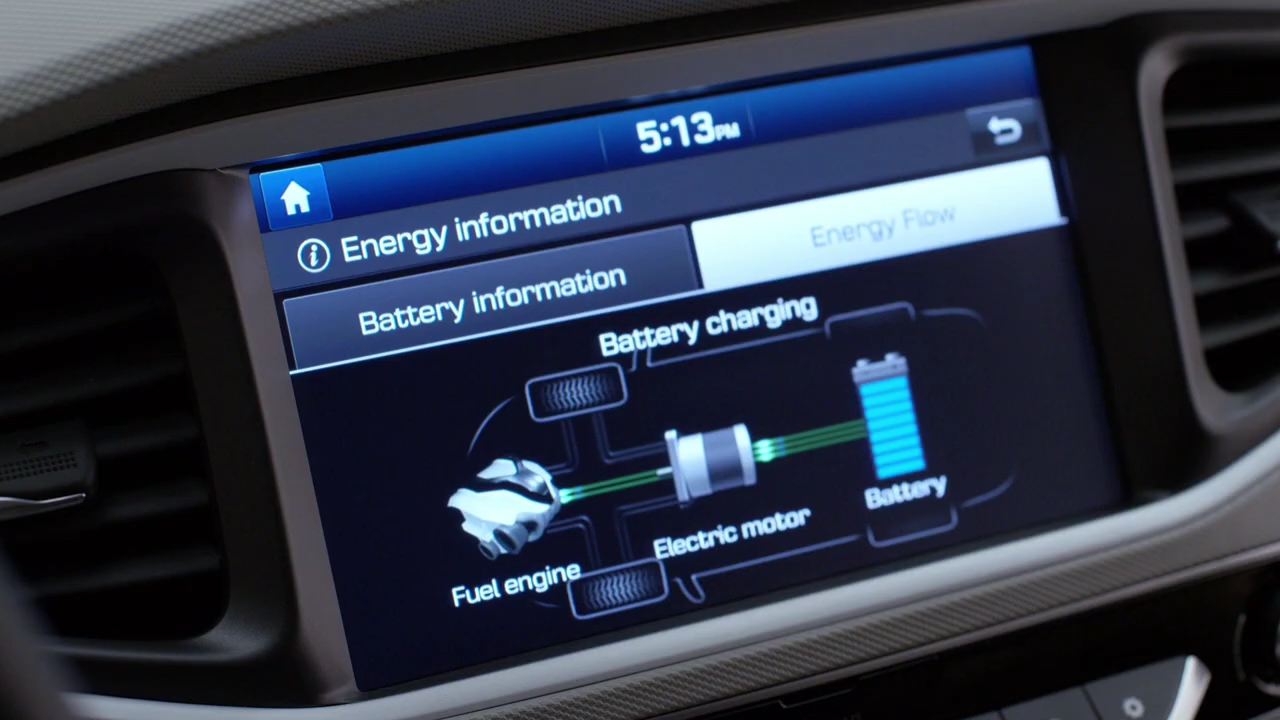 5:13PM
Energy information
Battery information
Energy Flow
Battery charging
Battery
Electric motor
Fuel engine